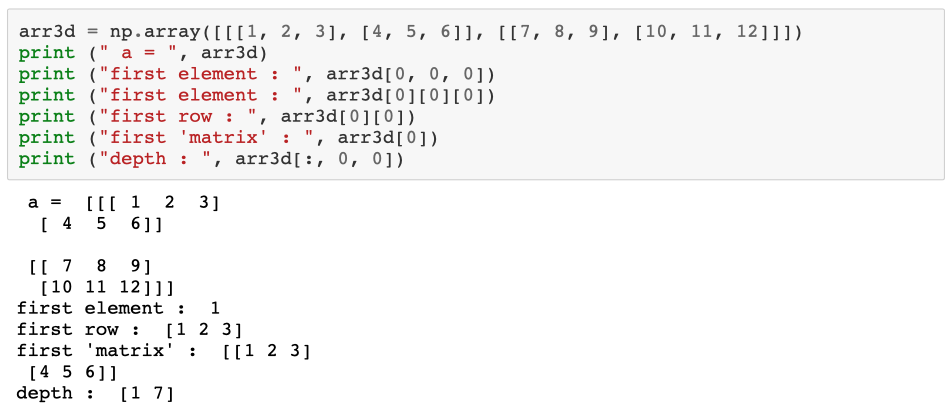 arr3d = np.array([[[1, 2, 3], [4, 5, 6]], [[7, 8, 9], [10, 11, 12]]])
print (" a = ", arr3d)
print ("first element : ", arr3d[0, 0, 0])
print ("first element : ", arr3d[0][0][0])
print ("first row : ", arr3d[0][0])
print ("first 'matrix' : ", arr3d[0])
print ("depth : ", arr3d[:, 0, 0])
 a =  [[[ 1  2  3]
  [ 4  5  6]]

 [[ 7  8  9]
  [10 11 12]]]
first element :  1
first row :  [1 2 3]
first 'matrix' :  [[1 2 3]
 [4 5 6]]
depth :  [1 7]